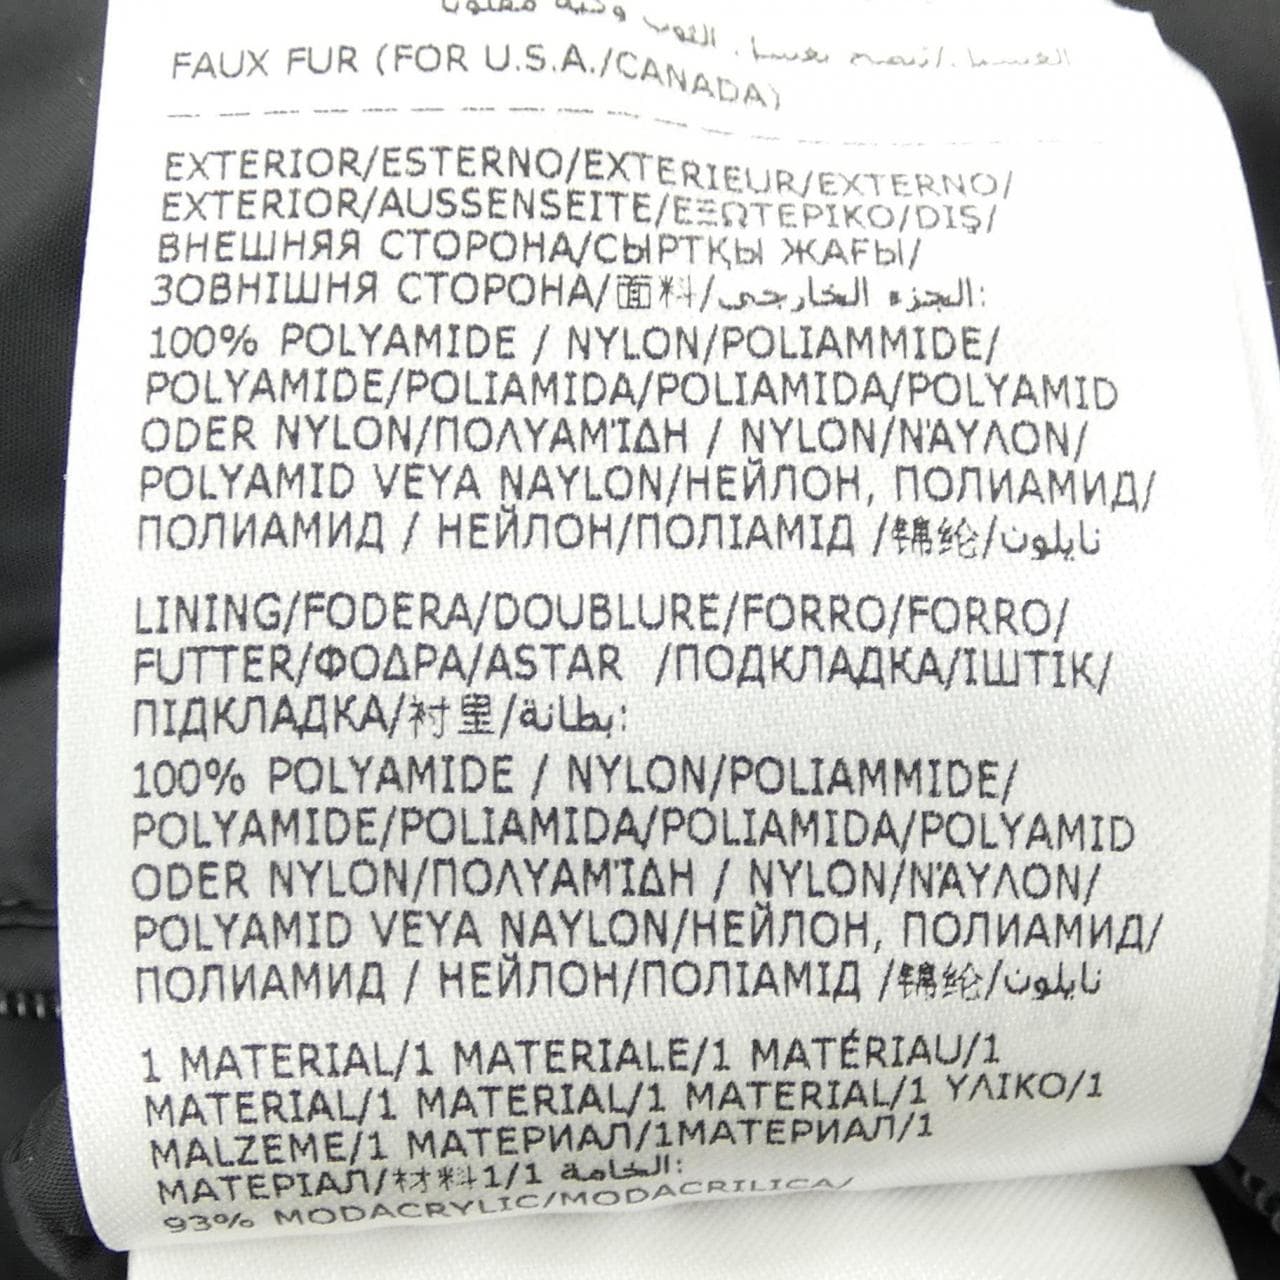 FAUX FUR (FOR U.S.A./CANADA)
EXTERIOR/ESTERNO/EXTERIEUR/EXTERNO/
EXTERIOR/AUSSENSEITE/ΕΞΩΤΕΡΙΚΟ/DIŞ/
ВНЕШНЯЯ СТОРОНА/СЫРТҚЫ ЖАҒЫ/
ЗОВНІШНЯ СТОРОНА/面料/الجزء الخارجي:
100% POLYAMIDE / NYLON/POLIAMMIDE/
POLYAMIDE/POLIAMIDA/POLIAMIDA/POLYAMID
ODER NYLON/ΠΟΛΥΑΜΊΔΗ / NYLON/ΝΆΥΛΟΝ/
POLYAMID VEYA NAYLON/НЕЙЛОН, ПОЛИАМИД/
ПОЛИАМИД / НЕЙЛОН/ПОЛІАМІД /锦纶/نايلون
LINING/FODERA/DOUBLURE/FORRO/FORRO/
FUTTER/ΦΟΔΡΑ/ASTAR /ПОДКЛАДКА/ІШТІК/
ПІДКЛАДКА/衬里/بطانة:
100% POLYAMIDE / NYLON/POLIAMMIDE/
POLYAMIDE/POLIAMIDA/POLIAMIDA/POLYAMID
ODER NYLON/ΠΟΛΥΑΜΊΔΗ / NYLON/ΝΆΥΛΟΝ/
POLYAMID VEYA NAYLON/НЕЙЛОН, ПОЛИАМИД/
ПОЛИАМИД / НЕЙЛОН/ПОЛІАМІД /锦纶/نايلون
1 MATERIAL/1 MATERIALE/1 MATÉRIAU/1
MATERIAL/1 MATERIAL/1 MATERIAL/1 ΥΛΙΚΟ/1
MALZEME/1 МАТЕРИАЛ/1МАТЕРИАЛ/1
МАТЕРІАЛ/材料1/1 الخامة:
93% MODACRYLIC/MODACRILICA/